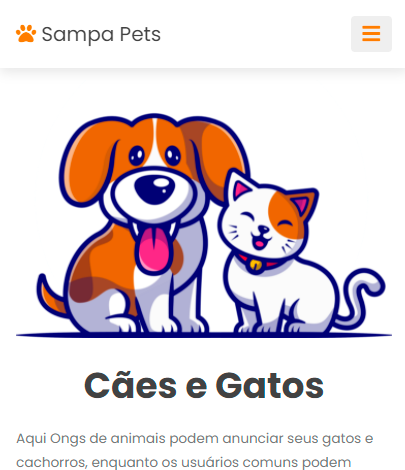 Sampa Pets
Cães e Gatos
Aqui Ongs de animais podem anunciar seus gatos e
cachorros, enquanto os usuários comuns podem